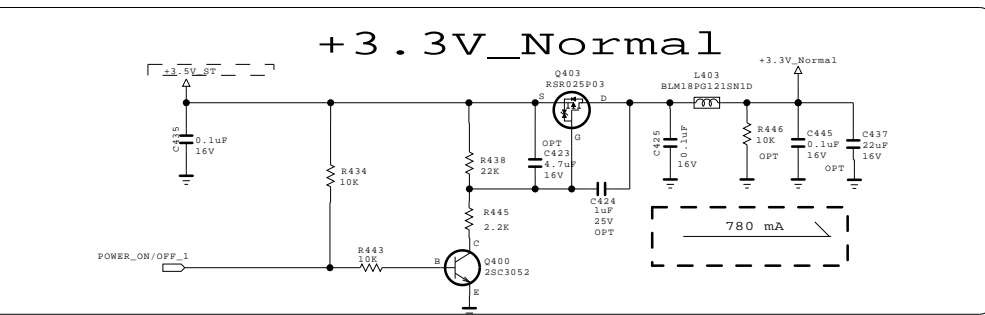 +3.3V_Normal
+3.5V_ST
+3.3V_Normal
Q403
RSR025P03
L403
BLM18PG121SN1D
S
D
G
C435
0.1uF
16V
R434
10K
R438
22K
OPT
C423
4.7uF
16V
C424
1uF
25V
OPT
C425
0.1uF
16V
R446
10K
OPT
C445
0.1uF
16V
C437
22uF
16V
OPT
R445
2.2K
780 mA
POWER_ON/OFF_1
R443
10K
B
C
E
Q400
2SC3052